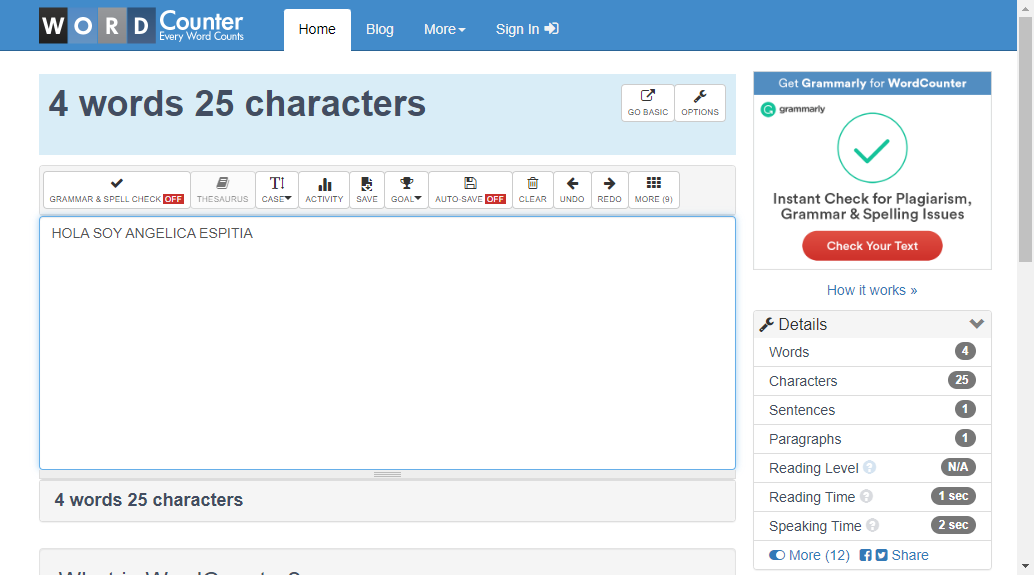 WORD Counter
Every Word Counts
Home
Blog
More
Sign In
4 words 25 characters
GO BASIC
OPTIONS
GRAMMAR & SPELL CHECK OFF
THESAURUS
CASE
ACTIVITY
SAVE
GOAL
AUTO-SAVE OFF
CLEAR
UNDO
REDO
MORE (9)
HOLA SOY ANGELICA ESPITIA
4 words 25 characters
What is WordCounter?
Get Grammarly for WordCounter
grammarly
Instant Check for Plagiarism,
Grammar & Spelling Issues
Check Your Text
How it works »
Details
Words 4
Characters 25
Sentences 1
Paragraphs 1
Reading Level ? N/A
Reading Time ? 1 sec
Speaking Time ? 2 sec
More (12) Share